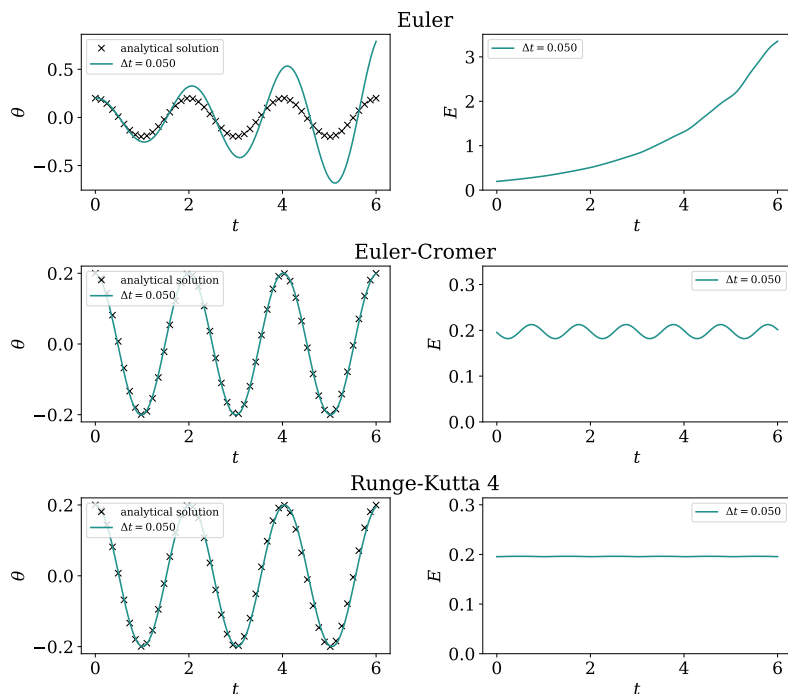 Euler
× analytical solution
Δt = 0.050
0.5
0.0
−0.5
θ
0 2 4 6
t
Δt = 0.050
3
2
1
0
E
0 2 4 6
t
Euler-Cromer
× analytical solution
Δt = 0.050
0.2
0.0
−0.2
θ
0 2 4 6
t
Δt = 0.050
0.3
0.2
0.1
0.0
E
0 2 4 6
t
Runge-Kutta 4
× analytical solution
Δt = 0.050
0.2
0.0
−0.2
θ
0 2 4 6
t
Δt = 0.050
0.3
0.2
0.1
0.0
E
0 2 4 6
t